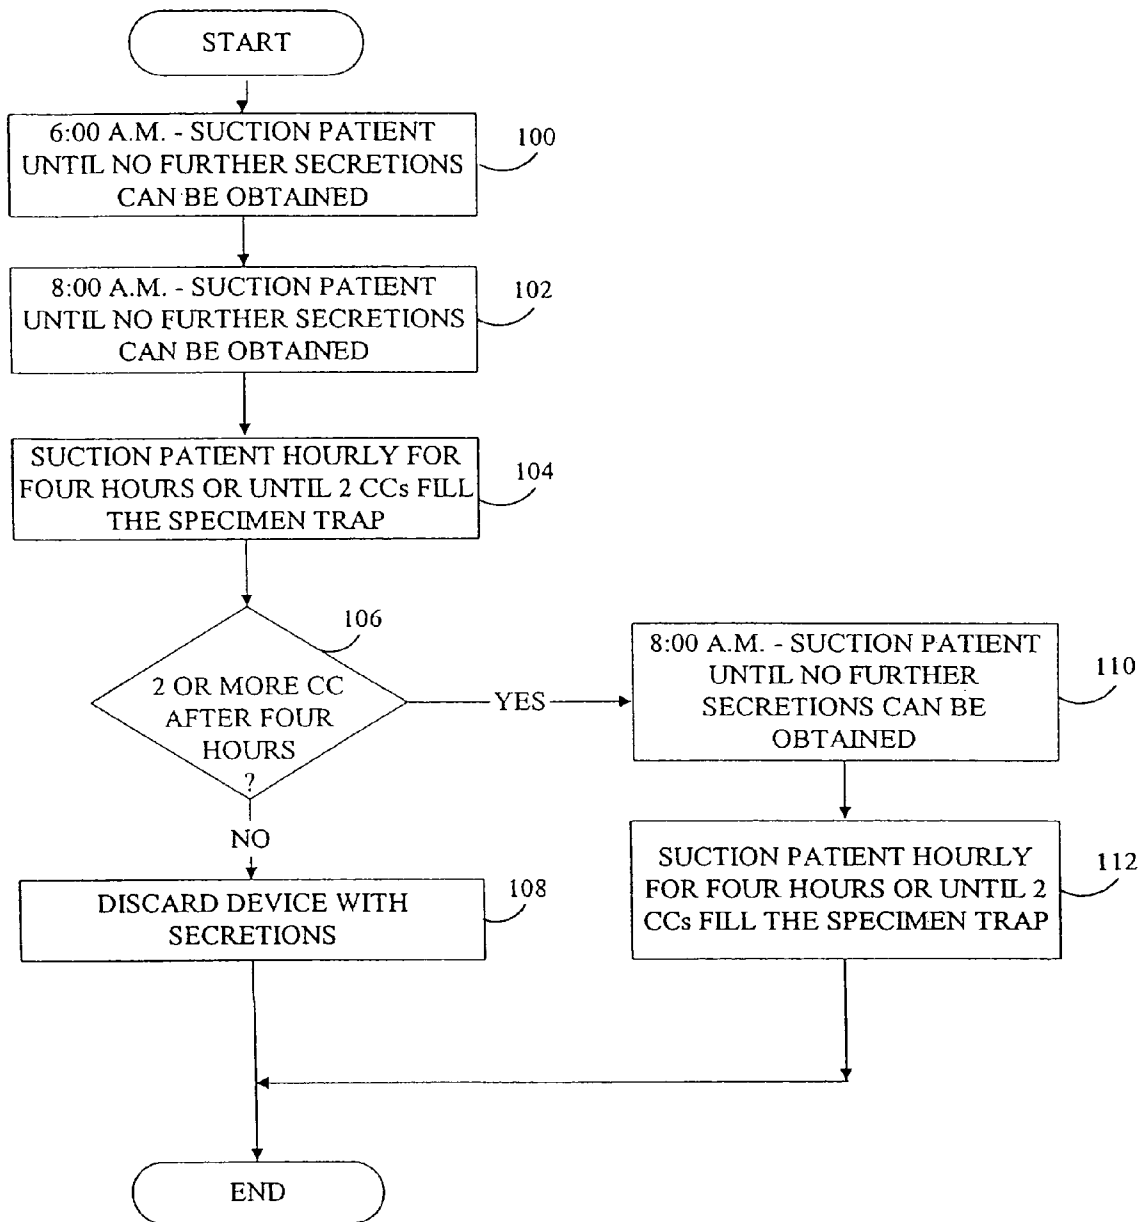 START
6:00 A.M. - SUCTION PATIENT
UNTIL NO FURTHER SECRETIONS
CAN BE OBTAINED
100
8:00 A.M. - SUCTION PATIENT
UNTIL NO FURTHER SECRETIONS
CAN BE OBTAINED
102
SUCTION PATIENT HOURLY FOR
FOUR HOURS OR UNTIL 2 CCs FILL
THE SPECIMEN TRAP
104
106
2 OR MORE CC
AFTER FOUR
HOURS
?
YES
8:00 A.M. - SUCTION PATIENT
UNTIL NO FURTHER
SECRETIONS CAN BE
OBTAINED
110
NO
DISCARD DEVICE WITH
SECRETIONS
108
SUCTION PATIENT HOURLY
FOR FOUR HOURS OR UNTIL 2
CCs FILL THE SPECIMEN TRAP
112
END